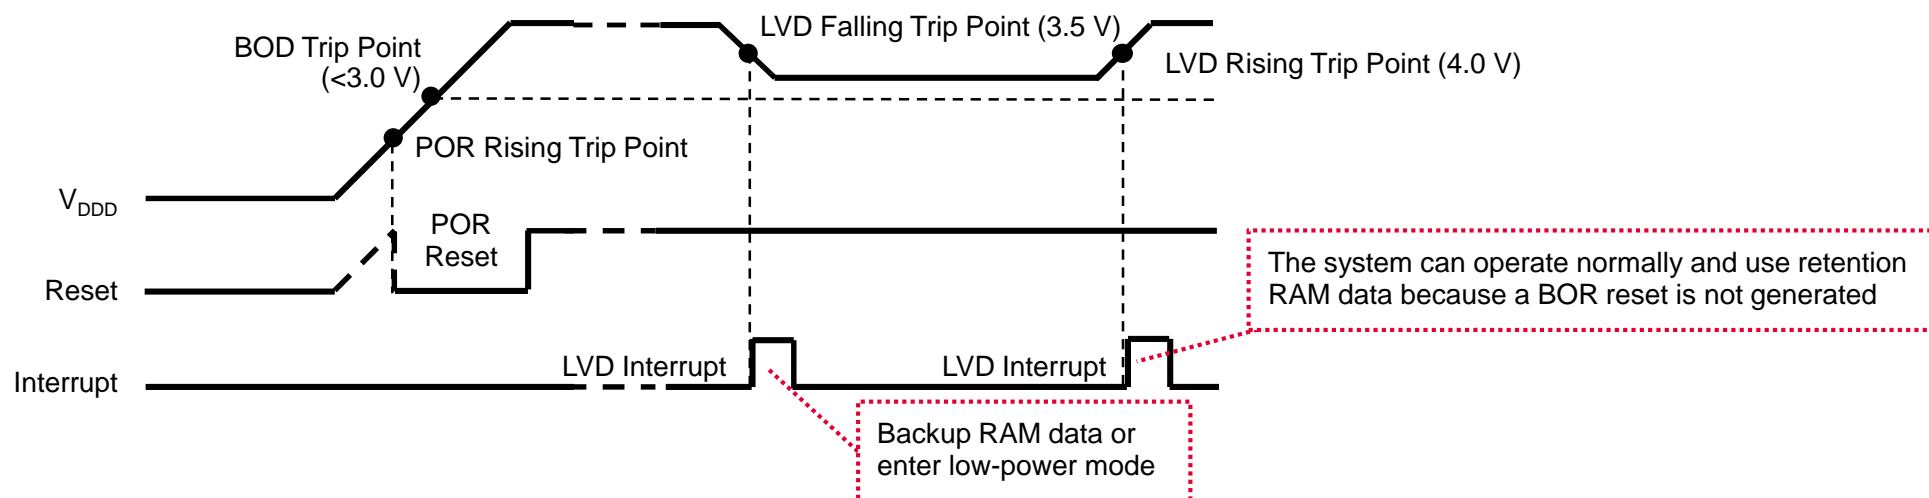 LVD Falling Trip Point (3.5 V)
BOD Trip Point
(<3.0 V)
LVD Rising Trip Point (4.0 V)
POR Rising Trip Point
VDDD
POR
Reset
Reset
The system can operate normally and use retention
RAM data because a BOR reset is not generated
LVD Interrupt
LVD Interrupt
Interrupt
Backup RAM data or
enter low-power mode